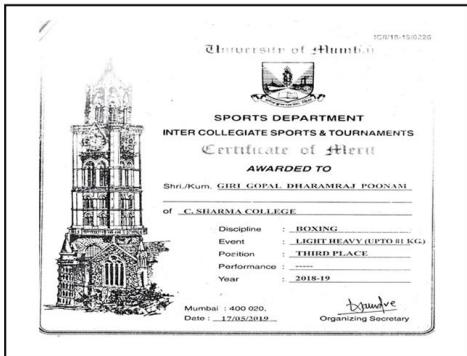 University of Mumbai
SPORTS DEPARTMENT
INTER COLLEGIATE SPORTS & TOURNAMENTS
Certificate of Merit
AWARDED TO
Shri./Kum. GIRI GOPAL DHARAMRAJ POONAM
of C. SHARMA COLLEGE
Discipline : BOXING
Event : LIGHT HEAVY (UPTO 81 KG)
Position : THIRD PLACE
Performance : -----
Year : 2018-19
Mumbai : 400 020,
Date : 17/05/2019
Organizing Secretary